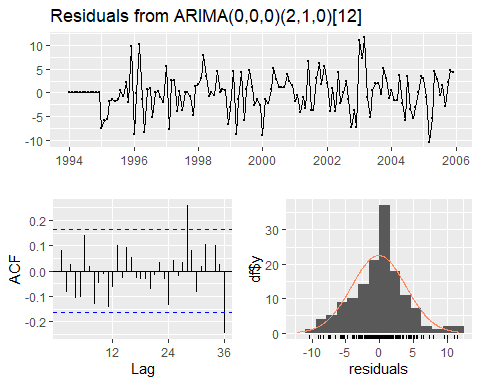 Residuals from ARIMA(0,0,0)(2,1,0)[12]
10
5
0
-5
-10
1994 1996 1998 2000 2002 2004 2006
ACF
0.2
0.1
0.0
-0.1
-0.2
12 24 36
Lag
df$y
30
20
10
0
-10 -5 0 5 10
residuals